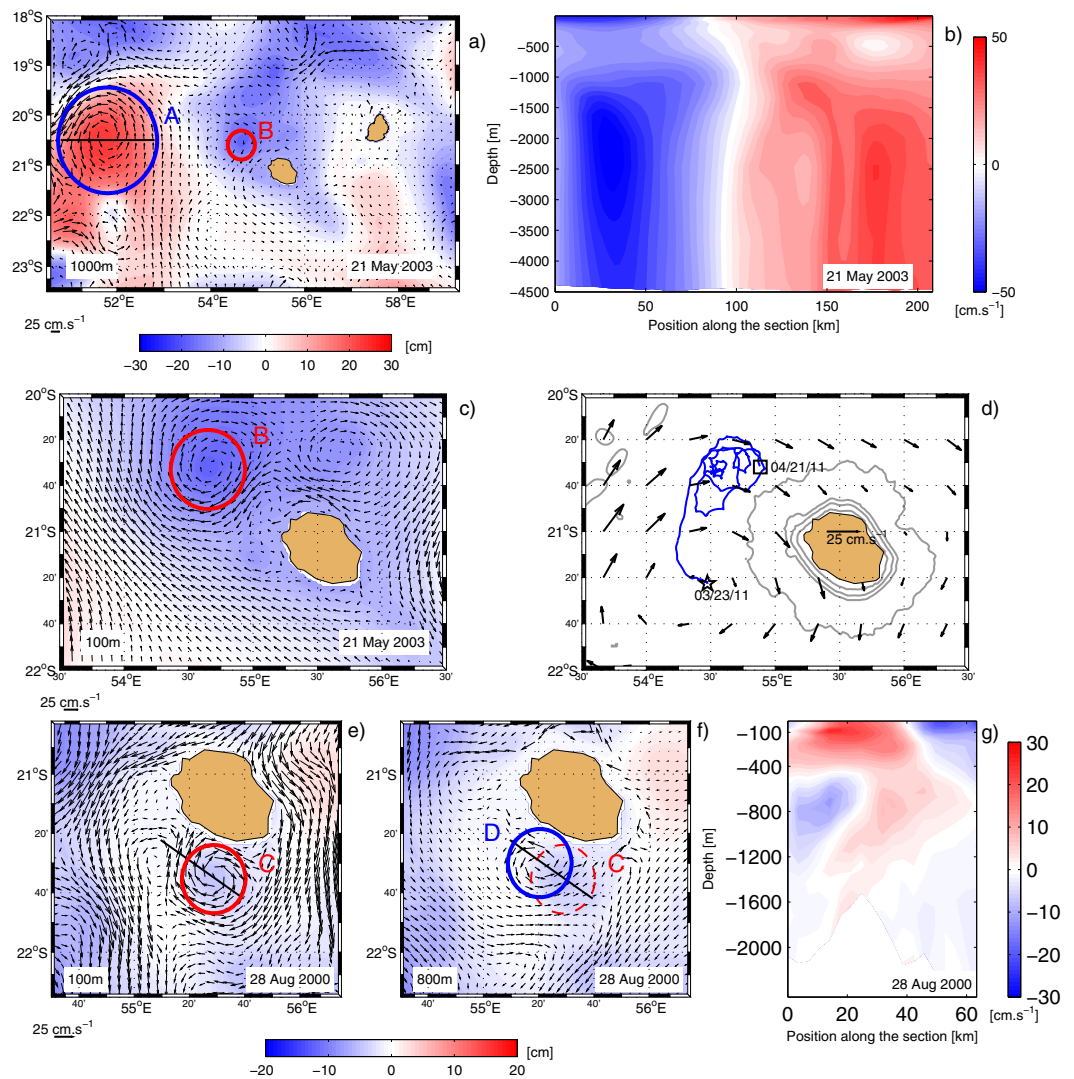 a)
18°S
19°S
20°S
21°S
22°S
23°S
A
B
1000m
21 May 2003
52°E
54°E
56°E
58°E
25 cm.s⁻¹
[cm]
−30
−20
−10
0
10
20
30
b)
Depth [m]
−500
−1000
−1500
−2000
−2500
−3000
−3500
−4000
−4500
21 May 2003
0
50
100
150
200
Position along the section [km]
50
0
−50
[cm.s⁻¹]
c)
20°S
20'
40'
21°S
20'
40'
22°S
B
100m
21 May 2003
54°E
30'
55°E
30'
56°E
30'
25 cm.s⁻¹
d)
20°S
20'
40'
21°S
20'
40'
22°S
04/21/11
25 cm.s⁻¹
03/23/11
30'
54°E
30'
55°E
30'
56°E
30'
e)
21°S
20'
40'
22°S
C
100m
28 Aug 2000
40'
55°E
20'
40'
56°E
25 cm.s⁻¹
f)
21°S
20'
40'
22°S
D
C
800m
28 Aug 2000
40'
55°E
20'
40'
56°E
[cm]
−20
−10
0
10
20
g)
Depth [m]
−100
−400
−800
−1200
−1600
−2000
28 Aug 2000
0
20
40
60
Position along the section [km]
30
20
10
0
−10
−20
−30
[cm.s⁻¹]